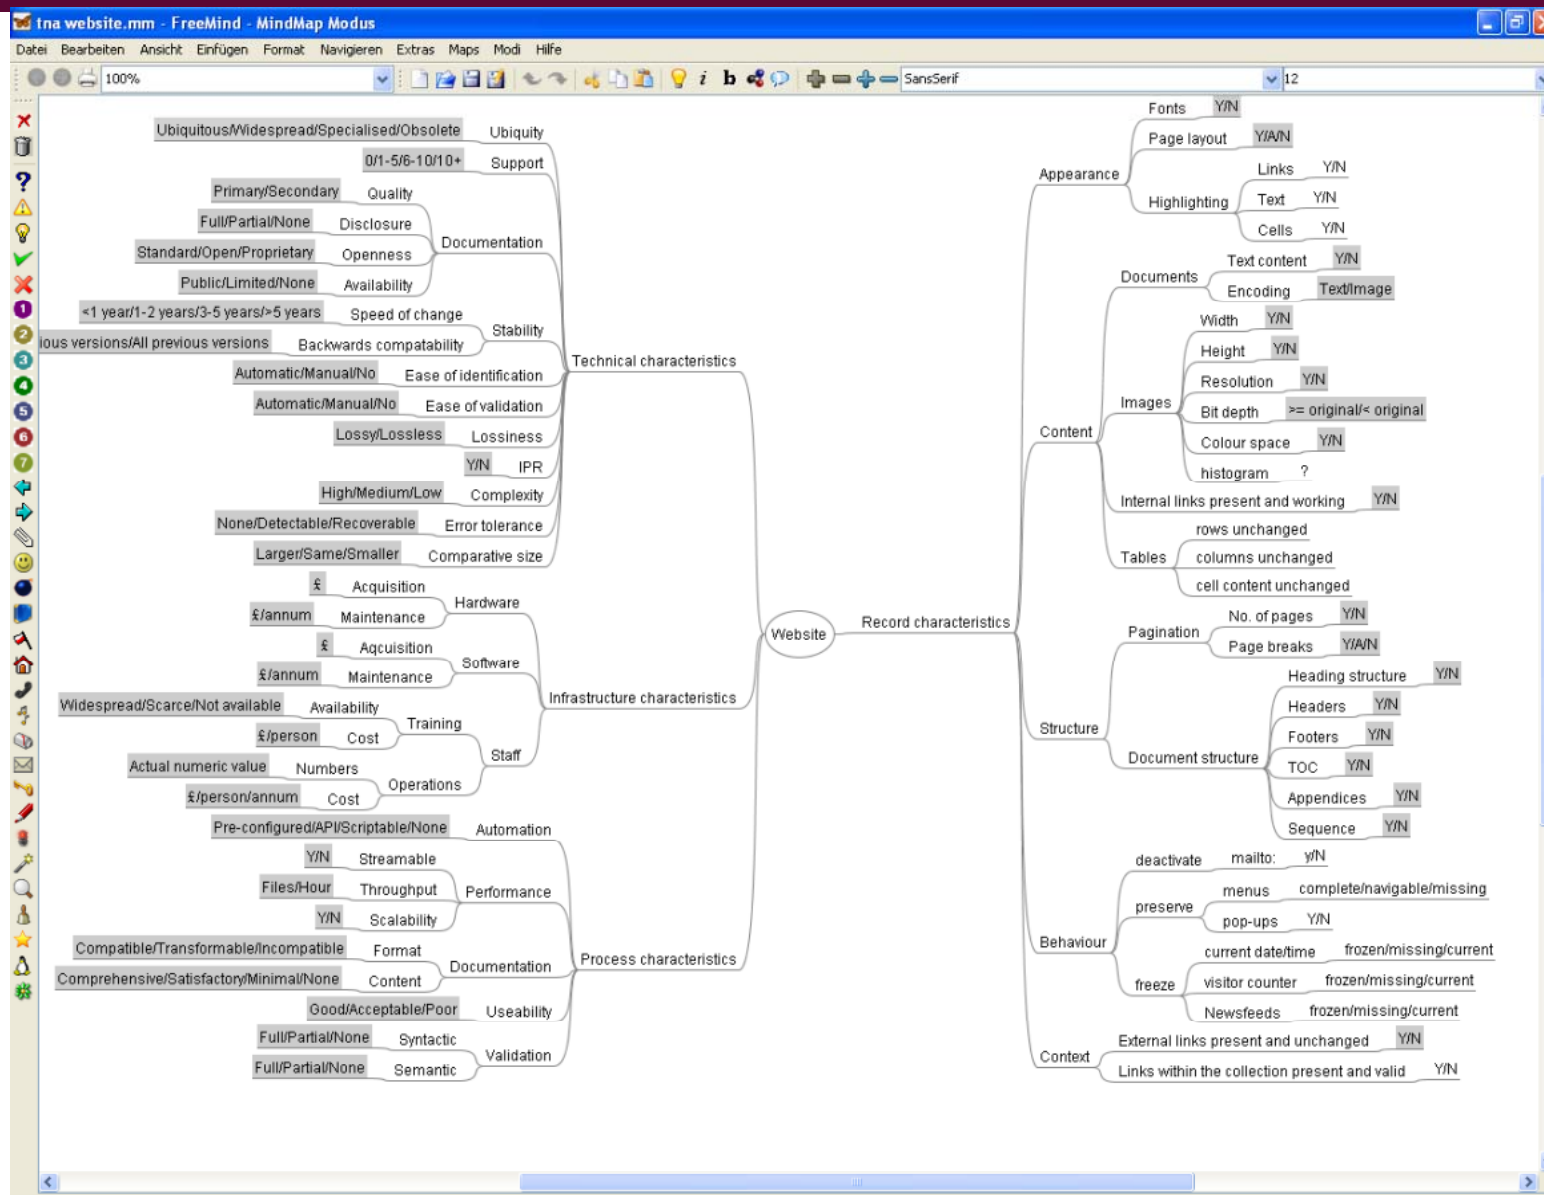 tna website.mm - FreeMind - MindMap Modus
Datei Bearbeiten Ansicht Einfügen Format Navigieren Extras Maps Modi Hilfe
100%
i b
SansSerif
12
?
1
2
3
4
5
6
7
Ubiquitous/Widespread/Specialised/Obsolete Ubiquity
0/1-5/6-10/10+ Support
Primary/Secondary Quality
Full/Partial/None Disclosure
Documentation
Standard/Open/Proprietary Openness
Public/Limited/None Availability
<1 year/1-2 years/3-5 years/>5 years Speed of change
Stability
ious versions/All previous versions Backwards compatability
Technical characteristics
Automatic/Manual/No Ease of identification
Automatic/Manual/No Ease of validation
Lossy/Lossless Lossiness
Y/N IPR
High/Medium/Low Complexity
None/Detectable/Recoverable Error tolerance
Larger/Same/Smaller Comparative size
£ Acquisition
Hardware
£/annum Maintenance
£ Aqcuisition
Software
£/annum Maintenance
Infrastructure characteristics
Widespread/Scarce/Not available Availability
Training
£/person Cost
Staff
Actual numeric value Numbers
Operations
£/person/annum Cost
Pre-configured/API/Scriptable/None Automation
Y/N Streamable
Files/Hour Throughput Performance
Y/N Scalability
Compatible/Transformable/Incompatible Format
Documentation
Process characteristics
Comprehensive/Satisfactory/Minimal/None Content
Good/Acceptable/Poor Useability
Full/Partial/None Syntactic
Validation
Full/Partial/None Semantic
Website
Record characteristics
Fonts Y/N
Page layout Y/A/N
Appearance
Links Y/N
Highlighting Text Y/N
Cells Y/N
Text content Y/N
Documents
Encoding Text/Image
Width Y/N
Height Y/N
Resolution Y/N
Images Bit depth >= original/< original
Content
Colour space Y/N
histogram ?
Internal links present and working Y/N
rows unchanged
Tables columns unchanged
cell content unchanged
No. of pages Y/N
Pagination
Page breaks Y/A/N
Heading structure Y/N
Headers Y/N
Structure
Footers Y/N
Document structure
TOC Y/N
Appendices Y/N
Sequence Y/N
deactivate mailto: y/N
menus complete/navigable/missing
preserve
pop-ups Y/N
Behaviour
current date/time frozen/missing/current
freeze visitor counter frozen/missing/current
Newsfeeds frozen/missing/current
External links present and unchanged Y/N
Context
Links within the collection present and valid Y/N